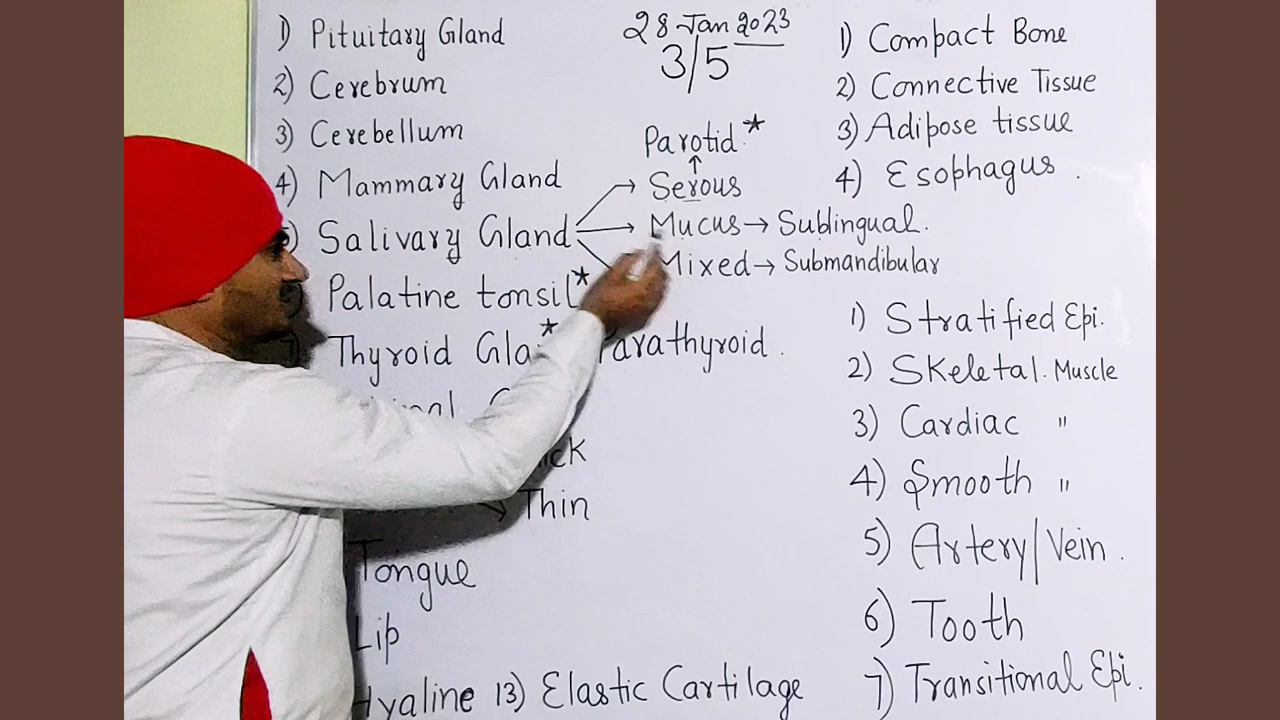 1) Pituitary Gland
2) Cerebrum
3) Cerebellum
4) Mammary Gland
Salivary Gland → Serous
↑
Parotid *
→ Mucus → Sublingual.
Mixed → Submandibular
Palatine tonsil *
Thyroid * Parathyroid.
Thin
Tongue
Lip
Hyaline 13) Elastic Cartilage
28 Jan 2023
3/5
1) Compact Bone
2) Connective Tissue
3) Adipose tissue
4) Esophagus.
1) Stratified Epi.
2) Skeletal. Muscle
3) Cardiac "
4) Smooth "
5) Artery/Vein.
6) Tooth
7) Transitional Epi.